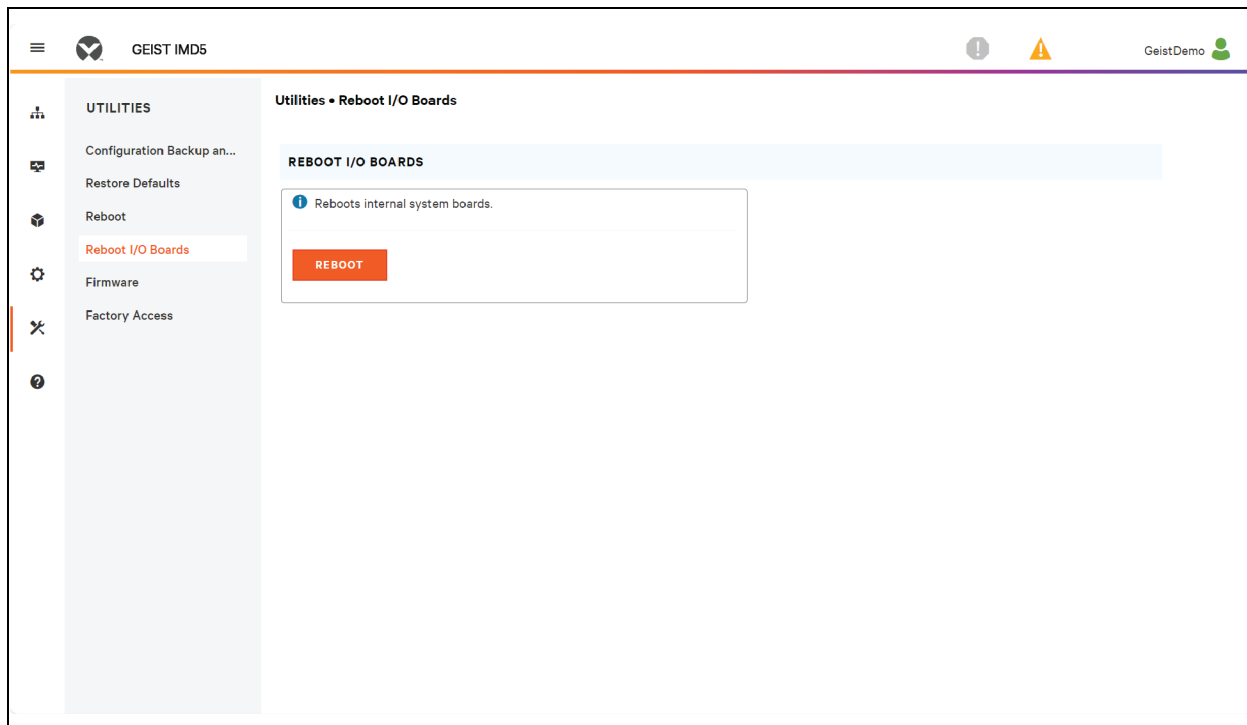 GEIST IMD5
GeistDemo
UTILITIES
Configuration Backup an...
Restore Defaults
Reboot
Reboot I/O Boards
Firmware
Factory Access
Utilities • Reboot I/O Boards
REBOOT I/O BOARDS
Reboots internal system boards.
REBOOT